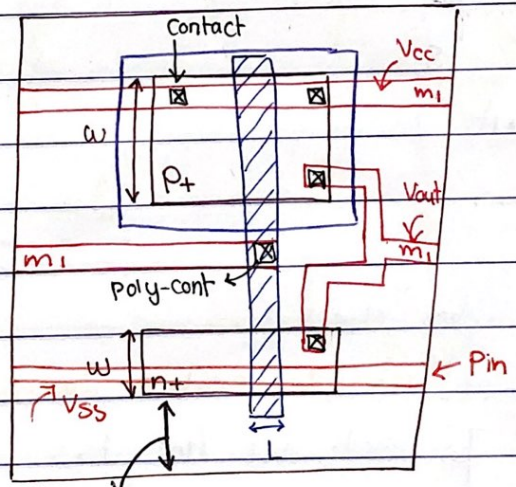 Contact
Vcc
m1
W
P+
Vout
m1
m1
Poly-Cont
W
n+
Pin
Vss
L